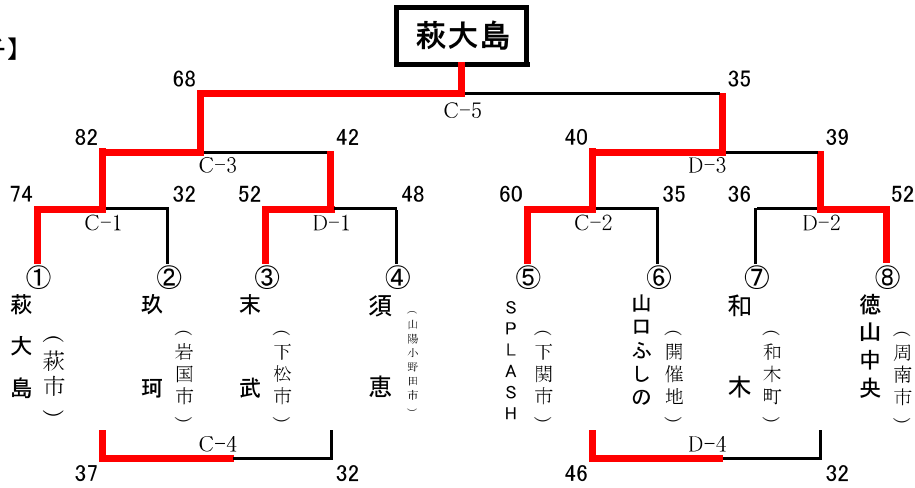 萩大島
子】
68
35
C-5
82
42
40
39
C-3
D-3
74
32
52
48
60
35
36
52
C-1
D-1
C-2
D-2
①
②
③
④
⑤
⑥
⑦
⑧
萩大島
(萩市)
玖珂
(岩国市)
末武
(下松市)
須恵
(山陽小野田市)
SPLASH
(下関市)
山口ふしの
(開催地)
和木
(和木町)
徳山中央
(周南市)
C-4
D-4
37
32
46
32